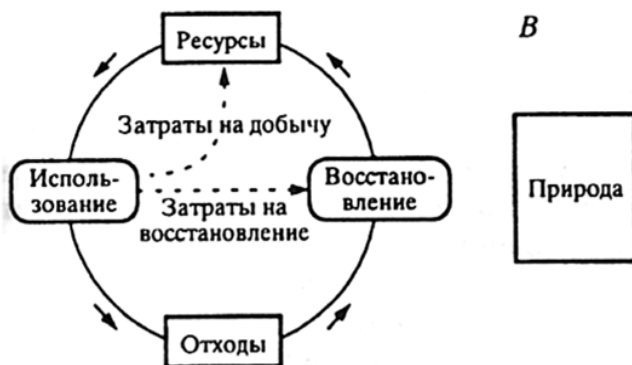 Ресурсы
В
Затраты на добычу
Исполь-
зование
Восстано-
вление
Природа
Затраты на
восстановление
Отходы